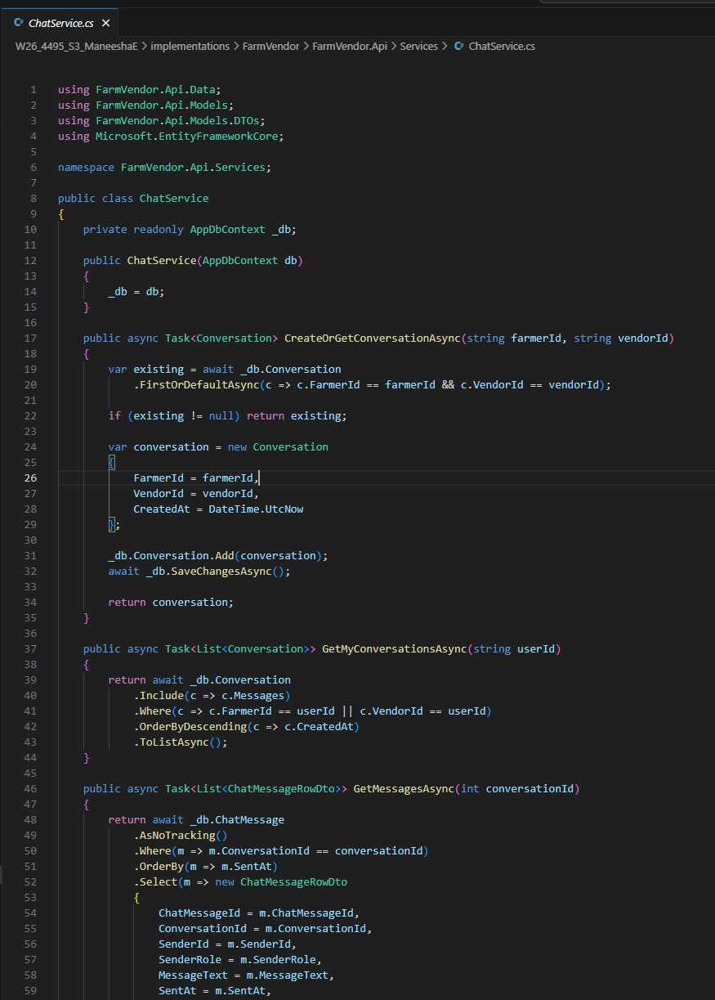 ChatService.cs
W26_4495_S3_ManeeshaE > implementations > FarmVendor > FarmVendor.Api > Services > ChatService.cs
1 using FarmVendor.Api.Data;
2 using FarmVendor.Api.Models;
3 using FarmVendor.Api.Models.DTOs;
4 using Microsoft.EntityFrameworkCore;
5
6 namespace FarmVendor.Api.Services;
7
8 public class ChatService
9 {
10     private readonly AppDbContext _db;
11
12     public ChatService(AppDbContext db)
13     {
14         _db = db;
15     }
16
17     public async Task<Conversation> CreateOrGetConversationAsync(string farmerId, string vendorId)
18     {
19         var existing = await _db.Conversation
20             .FirstOrDefaultAsync(c => c.FarmerId == farmerId && c.VendorId == vendorId);
21
22         if (existing != null) return existing;
23
24         var conversation = new Conversation
25         {
26             FarmerId = farmerId,
27             VendorId = vendorId,
28             CreatedAt = DateTime.UtcNow
29         };
30
31         _db.Conversation.Add(conversation);
32         await _db.SaveChangesAsync();
33
34         return conversation;
35     }
36
37     public async Task<List<Conversation>> GetMyConversationsAsync(string userId)
38     {
39         return await _db.Conversation
40             .Include(c => c.Messages)
41             .Where(c => c.FarmerId == userId || c.VendorId == userId)
42             .OrderByDescending(c => c.CreatedAt)
43             .ToListAsync();
44     }
45
46     public async Task<List<ChatMessageRowDto>> GetMessagesAsync(int conversationId)
47     {
48         return await _db.ChatMessage
49             .AsNoTracking()
50             .Where(m => m.ConversationId == conversationId)
51             .OrderBy(m => m.SentAt)
52             .Select(m => new ChatMessageRowDto
53             {
54                 ChatMessageId = m.ChatMessageId,
55                 ConversationId = m.ConversationId,
56                 SenderId = m.SenderId,
57                 SenderRole = m.SenderRole,
58                 MessageText = m.MessageText,
59                 SentAt = m.SentAt,